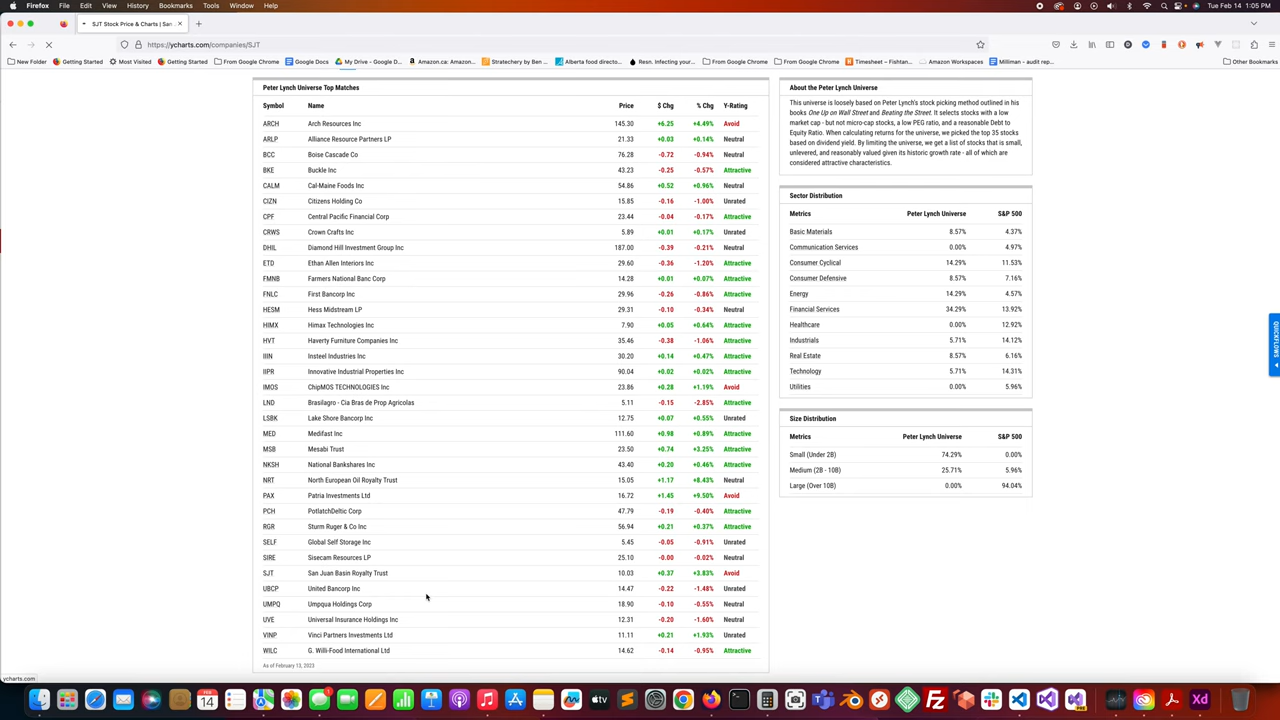 Firefox File Edit View History Bookmarks Tools Window Help Tue Feb 14 1:05 PM
SJT Stock Price & Charts | San
https://ycharts.com/companies/SJT
New Folder Getting Started Most Visited Getting Started From Google Chrome Google Docs My Drive - Google D... Amazon.ca: Amazon... Stratechery by Ben ... Alberta food directo... Resn. Infecting your... From Google Chrome From Google Chrome Timesheet – Fishtan... Amazon Workspaces Milliman - audit rep... Other Bookmarks
Peter Lynch Universe Top Matches
Symbol Name Price $ Chg % Chg Y-Rating
ARCH Arch Resources Inc 145.30 +6.25 +4.49% Avoid
ARLP Alliance Resource Partners LP 21.33 +0.03 +0.14% Neutral
BCC Boise Cascade Co 76.28 -0.72 -0.94% Neutral
BKE Buckle Inc 43.23 -0.25 -0.57% Attractive
CALM Cal-Maine Foods Inc 54.86 +0.52 +0.96% Neutral
CIZN Citizens Holding Co 15.85 -0.16 -1.00% Unrated
CPF Central Pacific Financial Corp 23.44 -0.04 -0.17% Attractive
CRWS Crown Crafts Inc 5.89 +0.01 +0.17% Unrated
DHIL Diamond Hill Investment Group Inc 187.00 -0.39 -0.21% Neutral
ETD Ethan Allen Interiors Inc 29.60 -0.36 -1.20% Attractive
FMNB Farmers National Banc Corp 14.28 +0.01 +0.07% Attractive
FNLC First Bancorp Inc 29.96 -0.26 -0.86% Attractive
HESM Hess Midstream LP 29.31 -0.10 -0.34% Neutral
HIMX Himax Technologies Inc 7.90 +0.05 +0.64% Attractive
HVT Haverty Furniture Companies Inc 35.46 -0.38 -1.06% Attractive
IIIN Insteel Industries Inc 30.20 +0.14 +0.47% Attractive
IIPR Innovative Industrial Properties Inc 90.04 +0.02 +0.02% Attractive
IMOS ChipMOS TECHNOLOGIES Inc 23.86 +0.28 +1.19% Avoid
LND Brasilagro - Cia Bras de Prop Agricolas 5.11 -0.15 -2.85% Attractive
LSBK Lake Shore Bancorp Inc 12.75 +0.07 +0.55% Unrated
MED Medifast Inc 111.60 +0.98 +0.89% Attractive
MSB Mesabi Trust 23.50 +0.74 +3.25% Attractive
NKSH National Bankshares Inc 43.40 +0.20 +0.46% Attractive
NRT North European Oil Royalty Trust 15.05 +1.17 +8.43% Neutral
PAX Patria Investments Ltd 16.72 +1.45 +9.50% Avoid
PCH PotlatchDeltic Corp 47.79 -0.19 -0.40% Attractive
RGR Sturm Ruger & Co Inc 56.94 +0.21 +0.37% Attractive
SELF Global Self Storage Inc 5.45 -0.05 -0.91% Unrated
SIRE Sisecam Resources LP 25.10 -0.00 -0.02% Neutral
SJT San Juan Basin Royalty Trust 10.03 +0.37 +3.83% Avoid
UBCP United Bancorp Inc 14.47 -0.22 -1.48% Unrated
UMPQ Umpqua Holdings Corp 18.90 -0.10 -0.55% Neutral
UVE Universal Insurance Holdings Inc 12.31 -0.20 -1.60% Neutral
VINP Vinci Partners Investments Ltd 11.11 +0.21 +1.93% Unrated
WILC G. Willi-Food International Ltd 14.62 -0.14 -0.95% Attractive
As of February 13, 2023
About the Peter Lynch Universe
This universe is loosely based on Peter Lynch's stock picking method outlined in his
books One Up on Wall Street and Beating the Street. It selects stocks with a low
market cap - but not micro-cap stocks, a low PEG ratio, and a reasonable Debt to
Equity Ratio. When calculating returns for the universe, we picked the top 35 stocks
based on dividend yield. By limiting the universe, we get a list of stocks that is small,
unlevered, and reasonably valued given its historic growth rate - all of which are
considered attractive characteristics.
Sector Distribution
Metrics Peter Lynch Universe S&P 500
Basic Materials 8.57% 4.37%
Communication Services 0.00% 4.97%
Consumer Cyclical 14.29% 11.53%
Consumer Defensive 8.57% 7.16%
Energy 14.29% 4.57%
Financial Services 34.29% 13.92%
Healthcare 0.00% 12.92%
Industrials 5.71% 14.12%
Real Estate 8.57% 6.16%
Technology 5.71% 14.31%
Utilities 0.00% 5.96%
Size Distribution
Metrics Peter Lynch Universe S&P 500
Small (Under 2B) 74.29% 0.00%
Medium (2B - 10B) 25.71% 5.96%
Large (Over 10B) 0.00% 94.04%
QUICKFLOWS
ycharts.com